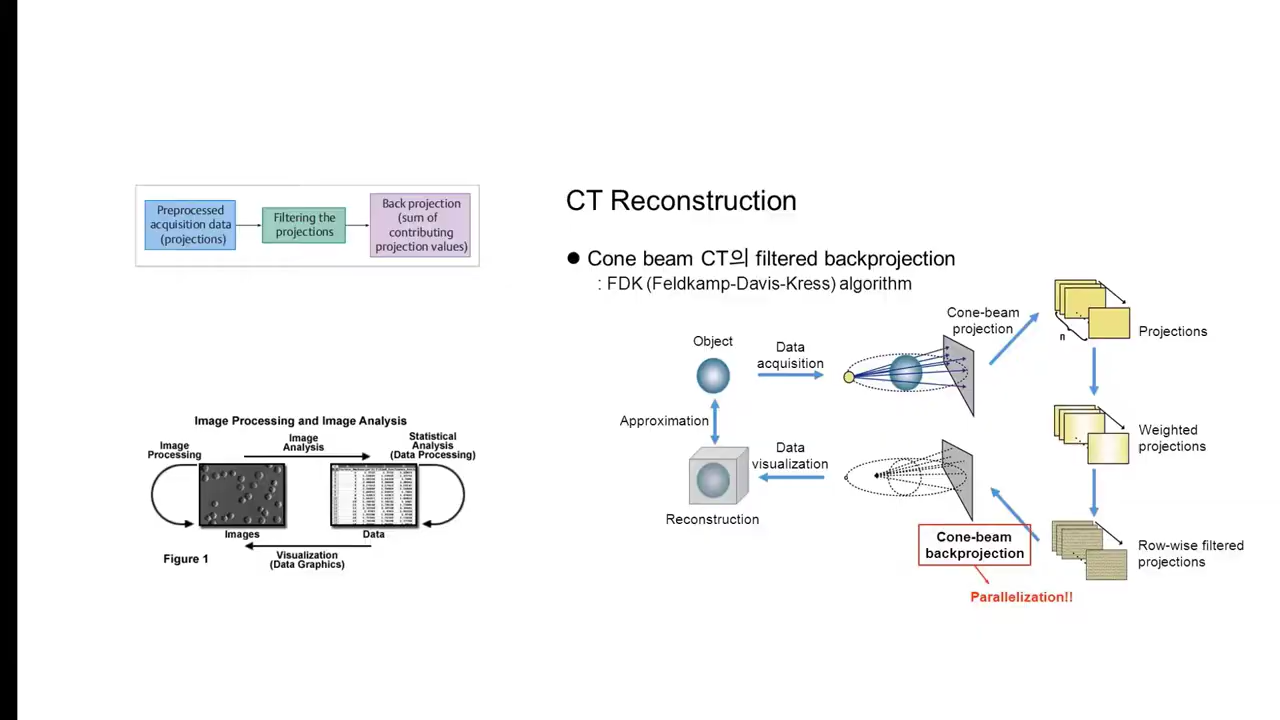 Preprocessed
acquisition data
(projections)
Filtering the
projections
Back projection
(sum of
contributing
projection values)
CT Reconstruction
● Cone beam CT의 filtered backprojection
: FDK (Feldkamp-Davis-Kress) algorithm
Object
Data
acquisition
Cone-beam
projection
n
Projections
Approximation
Weighted
projections
Data
visualization
Reconstruction
Cone-beam
backprojection
Row-wise filtered
projections
Parallelization!!
Image Processing and Image Analysis
Image
Processing
Image
Analysis
Statistical
Analysis
(Data Processing)
Images
Data
Visualization
(Data Graphics)
Figure 1